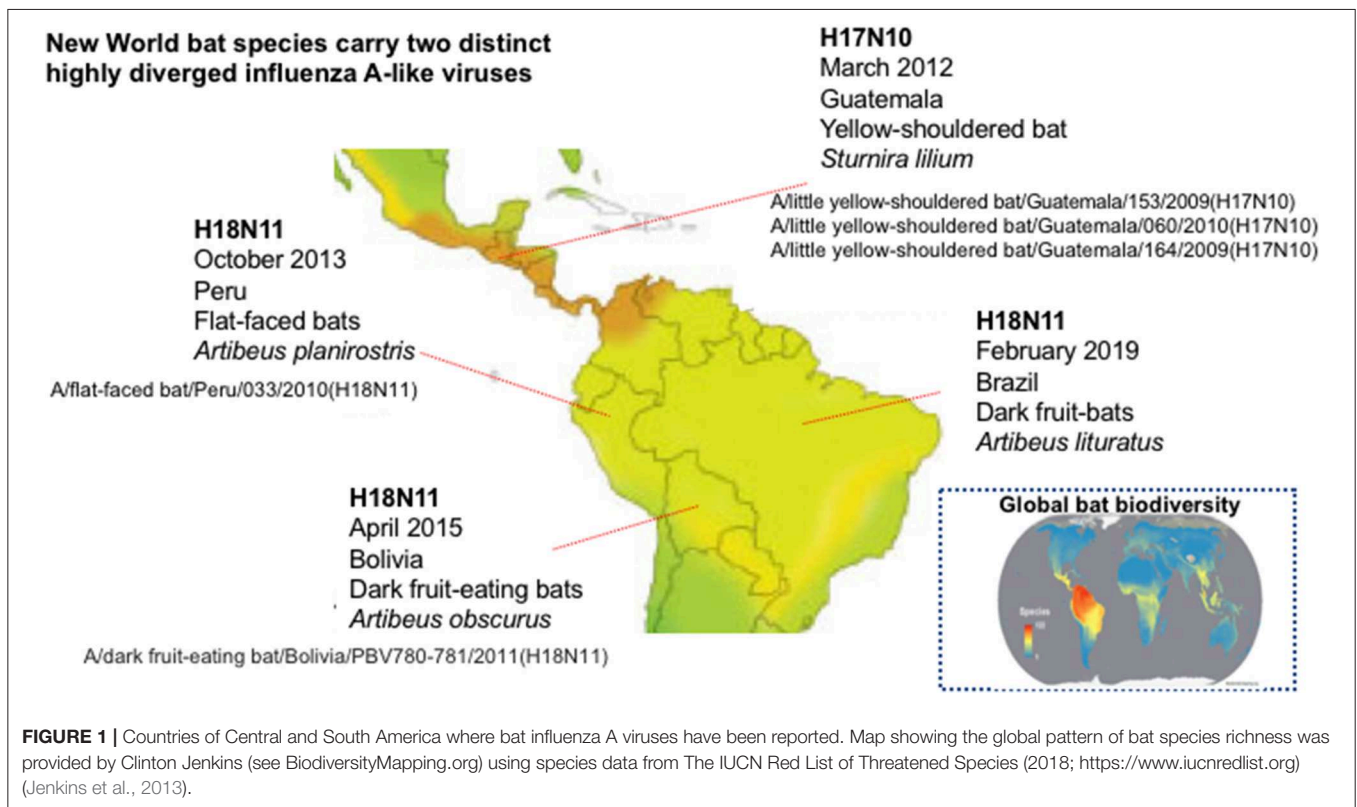 New World bat species carry two distinct
highly diverged influenza A-like viruses
H17N10
March 2012
Guatemala
Yellow-shouldered bat
Sturnira lilium
A/little yellow-shouldered bat/Guatemala/153/2009(H17N10)
A/little yellow-shouldered bat/Guatemala/060/2010(H17N10)
A/little yellow-shouldered bat/Guatemala/164/2009(H17N10)
H18N11
October 2013
Peru
Flat-faced bats
Artibeus planirostris
A/flat-faced bat/Peru/033/2010(H18N11)
H18N11
February 2019
Brazil
Dark fruit-bats
Artibeus lituratus
H18N11
April 2015
Bolivia
Dark fruit-eating bats
Artibeus obscurus
A/dark fruit-eating bat/Bolivia/PBV780-781/2011(H18N11)
Global bat biodiversity
Species
FIGURE 1 | Countries of Central and South America where bat influenza A viruses have been reported. Map showing the global pattern of bat species richness was
provided by Clinton Jenkins (see BiodiversityMapping.org) using species data from The IUCN Red List of Threatened Species (2018; https://www.iucnredlist.org)
(Jenkins et al., 2013).